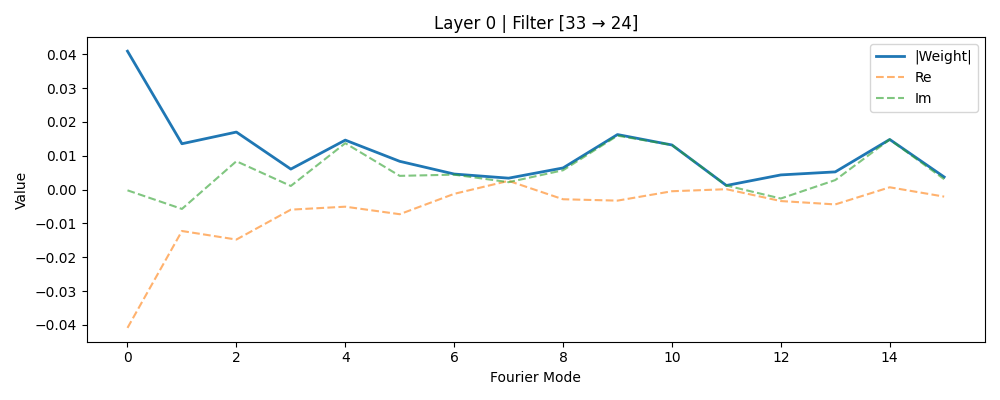 Layer 0 | Filter [33 → 24]
|Weight|
Re
Im
Value
0.04
0.03
0.02
0.01
0.00
−0.01
−0.02
−0.03
−0.04
0 2 4 6 8 10 12 14
Fourier Mode